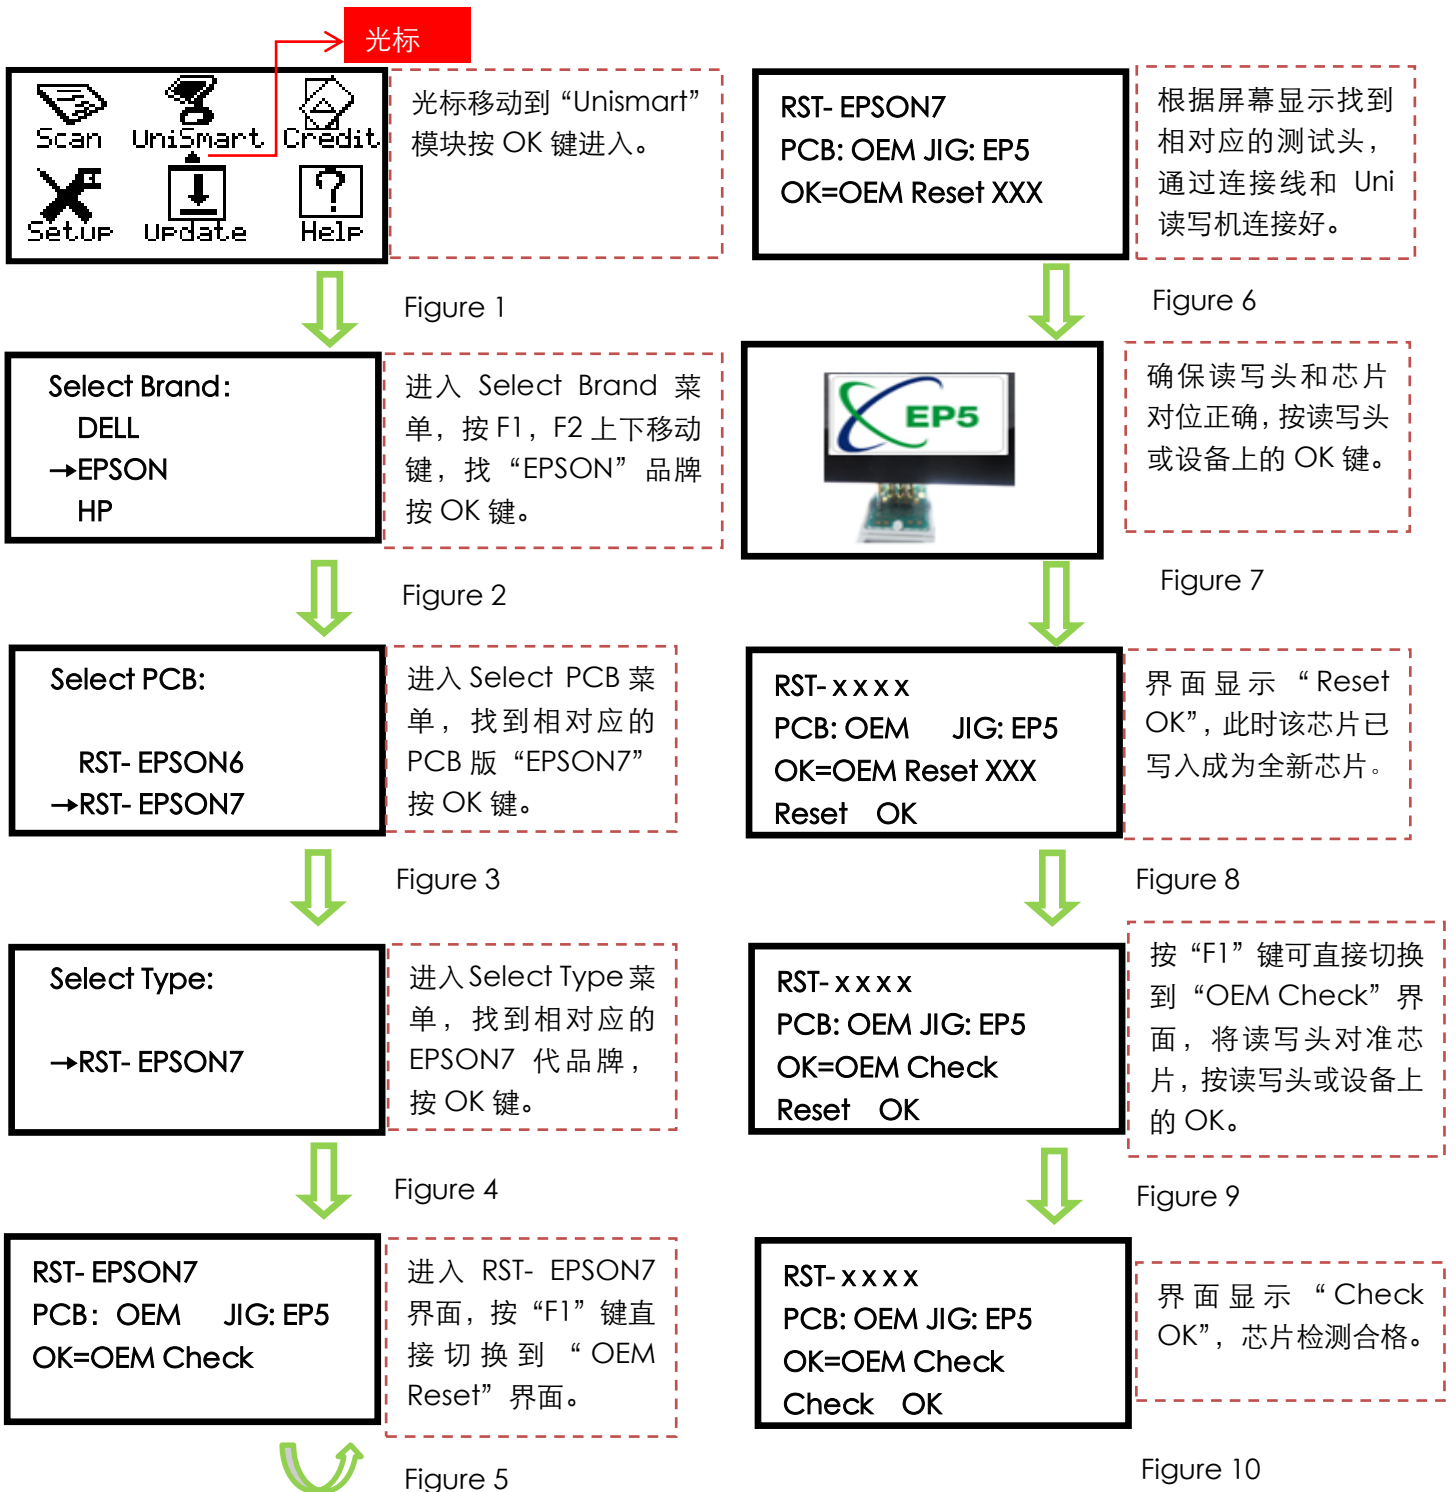 光标
Scan UniSmart Credit
Setup Update Help
光标移动到“Unismart”
模块按 OK 键进入。
Figure 1
Select Brand：
DELL
→EPSON
HP
进入 Select Brand 菜
单，按 F1，F2 上下移动
键，找“EPSON”品牌
按 OK 键。
Figure 2
Select PCB:
RST- EPSON6
→RST- EPSON7
进入 Select PCB 菜
单，找到相对应的
PCB 版“EPSON7”
按 OK 键。
Figure 3
Select Type:
→RST- EPSON7
进入 Select Type 菜
单，找到相对应的
EPSON7 代品牌，
按 OK 键。
Figure 4
RST- EPSON7
PCB：OEM JIG: EP5
OK=OEM Check
进入 RST- EPSON7
界面，按“F1”键直
接切换到“OEM
Reset”界面。
Figure 5
RST- EPSON7
PCB: OEM JIG: EP5
OK=OEM Reset XXX
根据屏幕显示找到
相对应的测试头，
通过连接线和 Uni
读写机连接好。
Figure 6
EP5
确保读写头和芯片
对位正确，按读写头
或设备上的 OK 键。
Figure 7
RST- x x x x
PCB: OEM JIG: EP5
OK=OEM Reset XXX
Reset OK
界面显示“Reset
OK”，此时该芯片已
写入成为全新芯片。
Figure 8
RST- x x x x
PCB: OEM JIG: EP5
OK=OEM Check
Reset OK
按“F1”键可直接切换
到“OEM Check”界
面，将读写头对准芯
片，按读写头或设备上
的 OK。
Figure 9
RST- x x x x
PCB: OEM JIG: EP5
OK=OEM Check
Check OK
界面显示“Check
OK”，芯片检测合格。
Figure 10